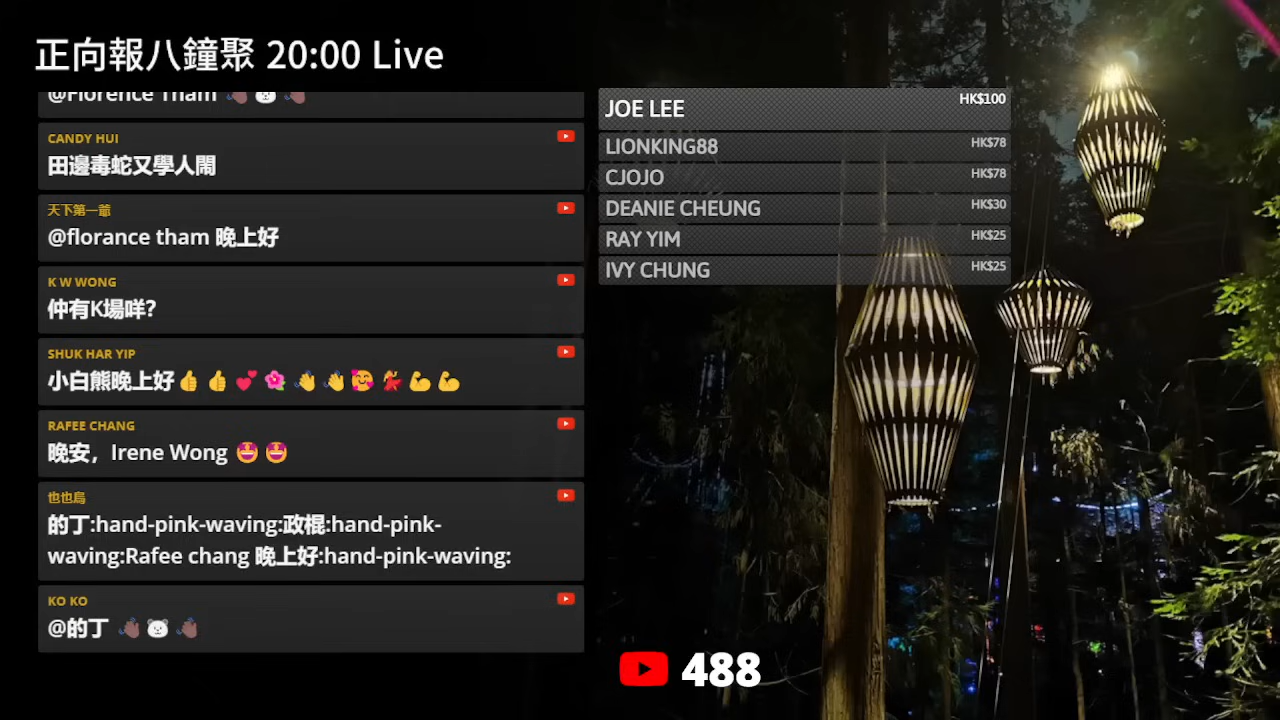 正向報八鐘聚 20:00 Live
@Florence Tham
CANDY HUI
田邊毒蛇又學人鬧
天下第一爺
@florance tham 晚上好
K W WONG
仲有K場咩?
SHUK HAR YIP
小白熊晚上好👍👍💕🌺👋👋🥰💃💪💪
RAFEE CHANG
晚安，Irene Wong 🤩🤩
也也烏
的丁:hand-pink-waving:政棍:hand-pink-
waving:Rafee chang 晚上好:hand-pink-waving:
KO KO
@的丁 👋🏾🐻‍❄️👋🏾
JOE LEE HK$100
LIONKING88 HK$78
CJOJO HK$78
DEANIE CHEUNG HK$30
RAY YIM HK$25
IVY CHUNG HK$25
488